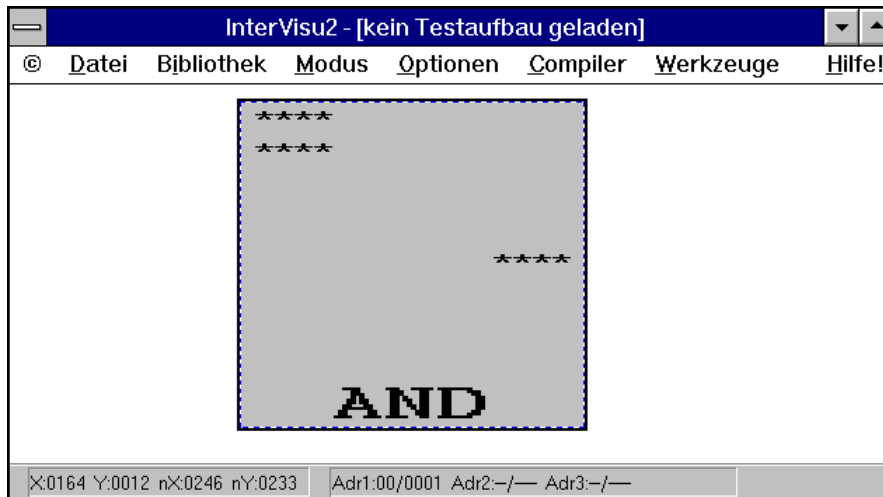 InterVisu2 - [kein Testaufbau geladen]
© Datei Bibliothek Modus Optionen Compiler Werkzeuge Hilfe!
****
****
****
AND
X:0164 Y:0012 nX:0246 nY:0233 Adr1:00/0001 Adr2:–/–– Adr3:–/––